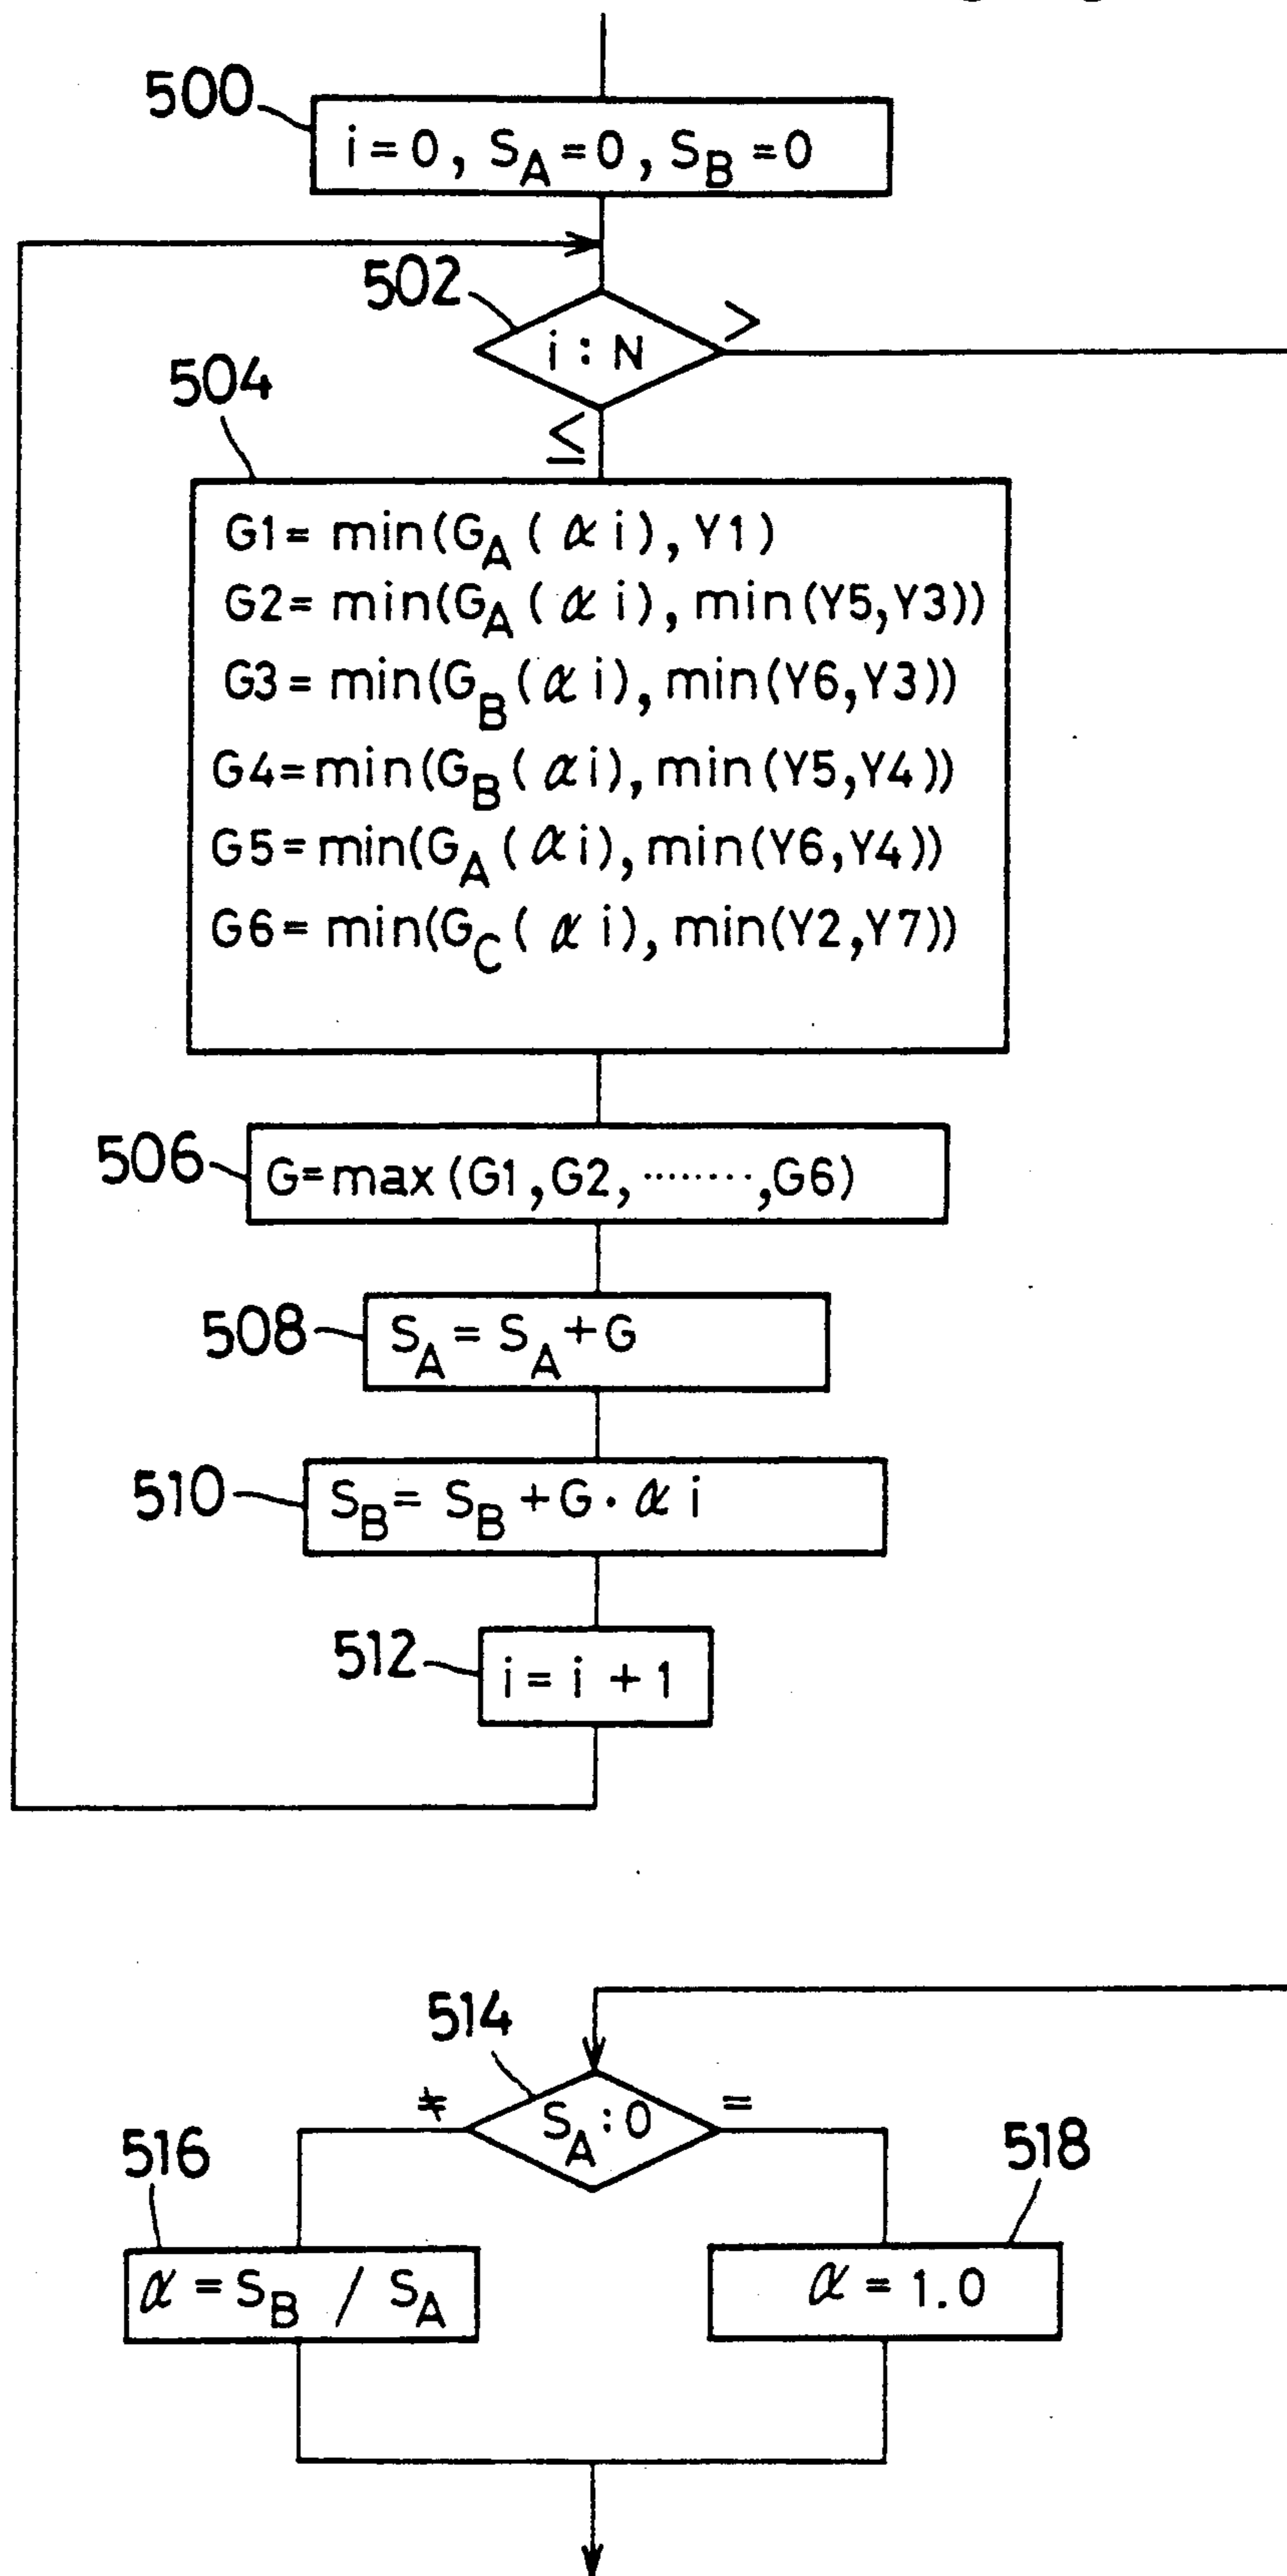 500
i=0, S_A=0, S_B=0
502
i : N
>
≤
504
G1= min(G_A(αi), Y1)
G2= min(G_A(αi), min(Y5,Y3))
G3= min(G_B(αi), min(Y6,Y3))
G4= min(G_B(αi), min(Y5,Y4))
G5= min(G_A(αi), min(Y6,Y4))
G6= min(G_C(αi), min(Y2,Y7))
506
G=max(G1,G2,········,G6)
508
S_A = S_A + G
510
S_B = S_B + G · αi
512
i = i + 1
514
≠
S_A : 0
=
516
α = S_B / S_A
518
α = 1.0